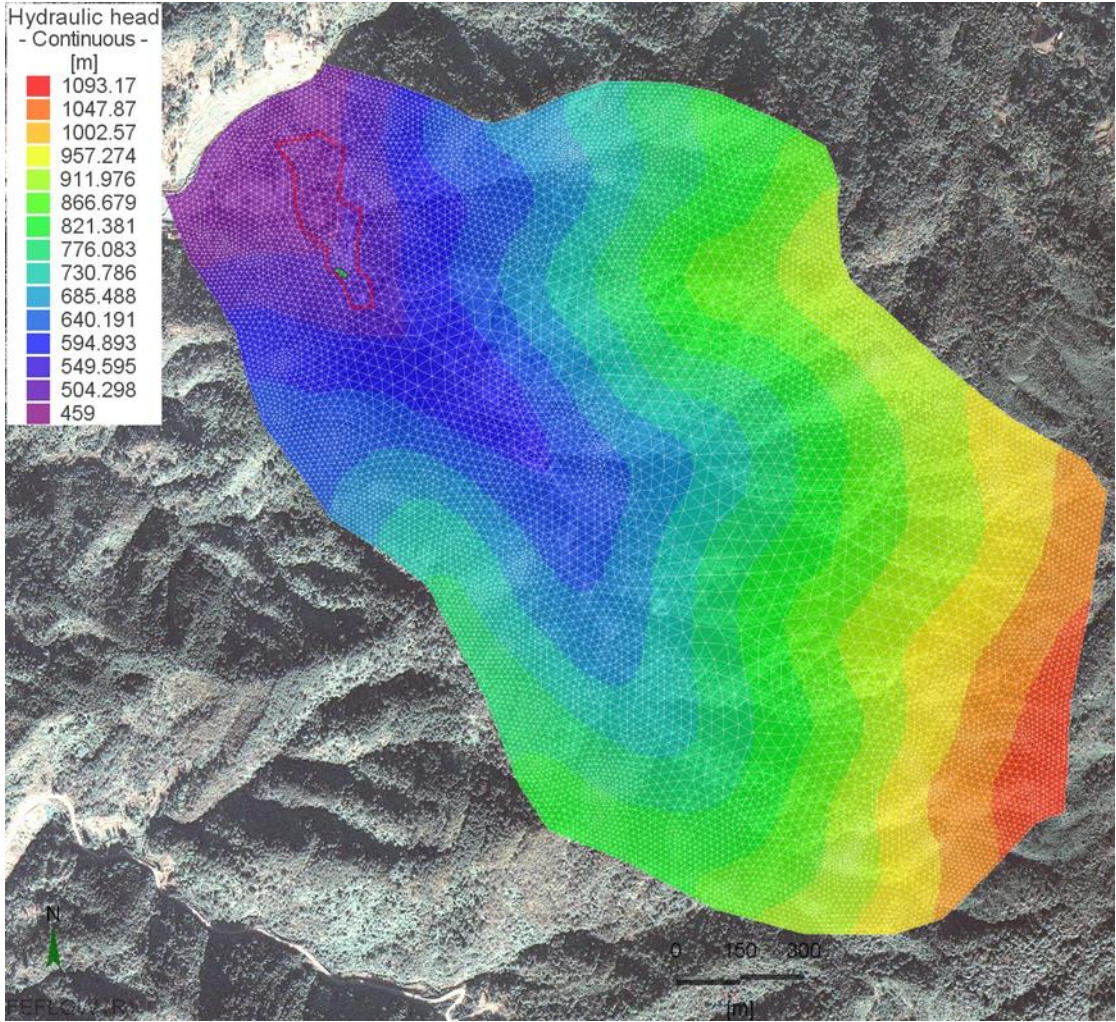 Hydraulic head
- Continuous -
[m]
1093.17
1047.87
1002.57
957.274
911.976
866.679
821.381
776.083
730.786
685.488
640.191
594.893
549.595
504.298
459
N
0 150 300
[m]